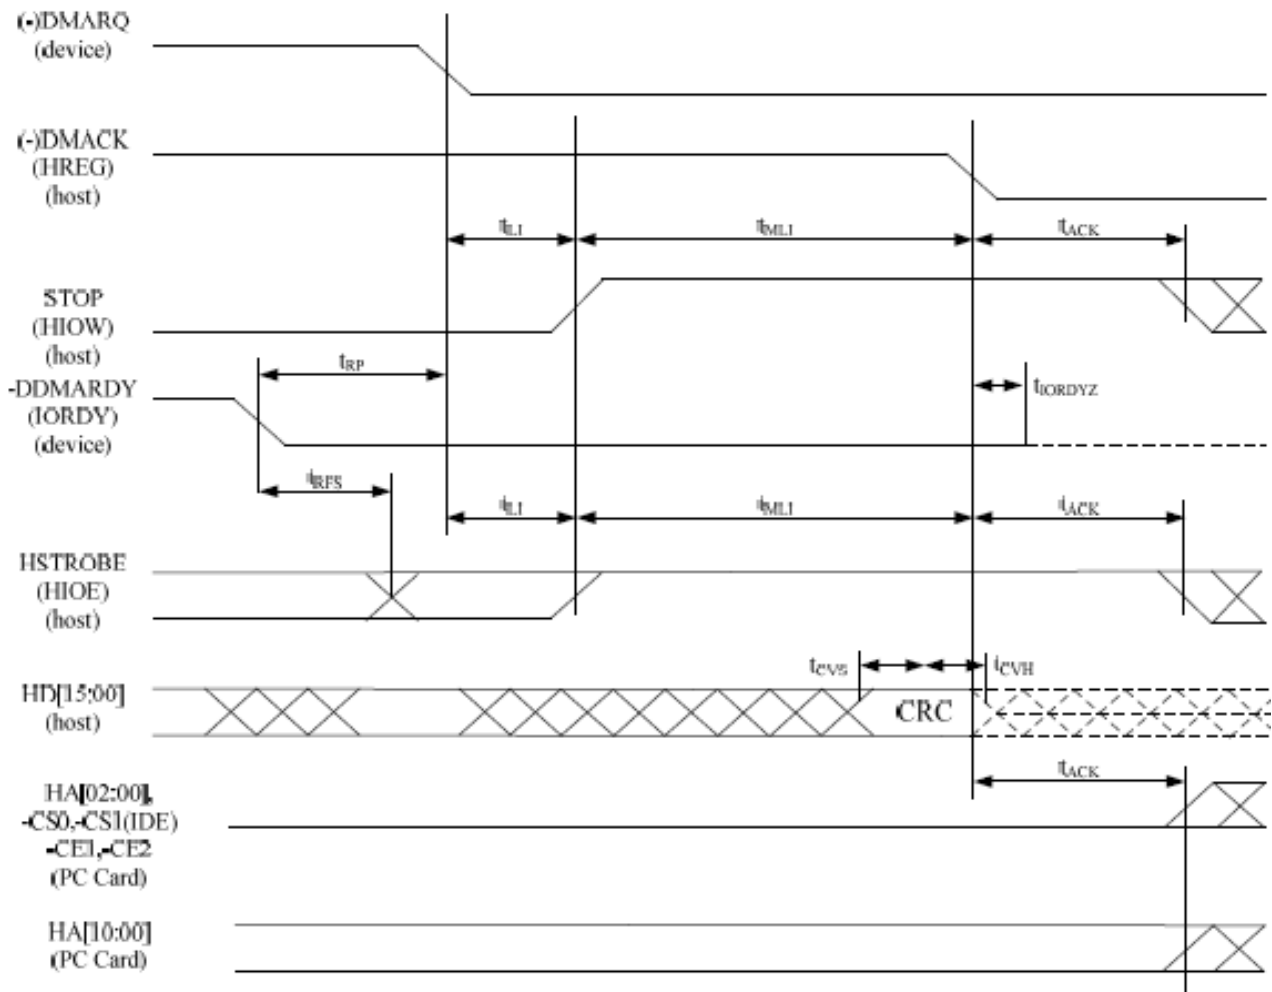 (-)DMARQ
(device)
(-)DMACK
(HREG)
(host)
tLI
tMLI
tACK
STOP
(HIOW)
(host)
tRP
-DDMARDY
(IORDY)
(device)
tIORDYZ
tRFS
tLI
tMLI
tACK
HSTROBE
(HIOE)
(host)
tCVS
tCVH
HD[15;00]
(host)
CRC
tACK
HA[02:00],
-CS0,-CS1(IDE)
-CE1,-CE2
(PC Card)
HA[10:00]
(PC Card)